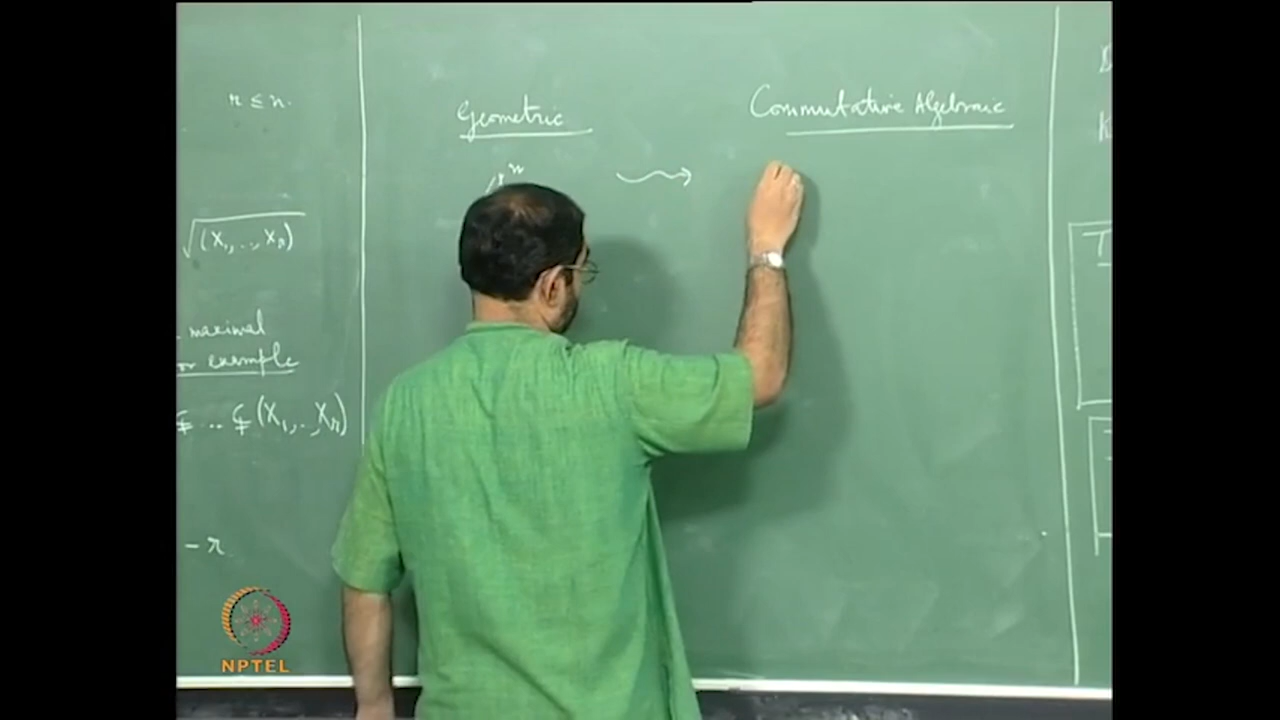 r ≤ n.
√(X₁, .., Xₙ)
maximal
example
⊊ .. ⊊ (X₁, .., Xₙ)
- r
Geometric
Commutative Algebraic
NPTEL